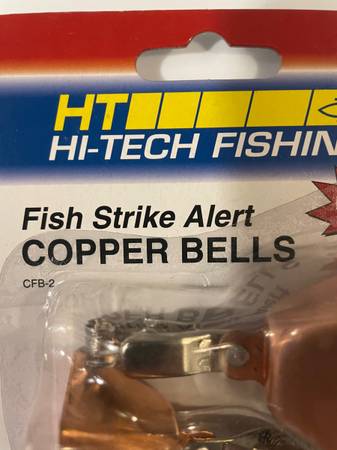 HT
HI-TECH FISHIN
Fish Strike Alert
COPPER BELLS
CFB-2